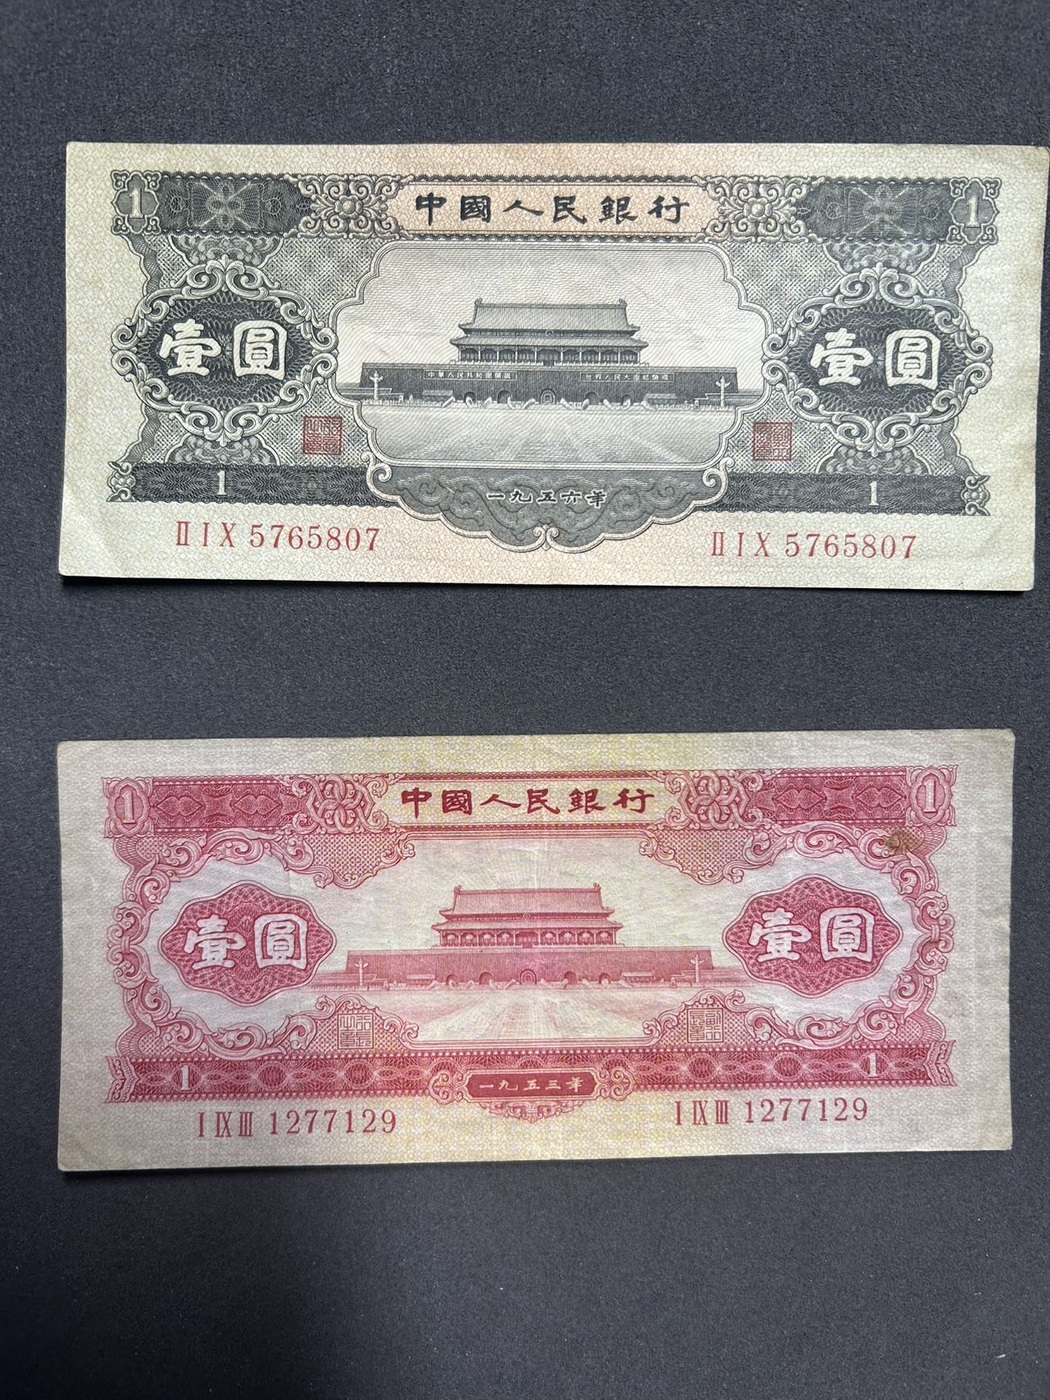 中國人民銀行
1 1
壹圓 壹圓
1 一九五六年 1
ⅡⅠⅩ 5765807 ⅡⅠⅩ 5765807
中國人民銀行
1 1
壹圓 壹圓
1 一九五三年 1
ⅠⅨⅢ 1277129 ⅠⅨⅢ 1277129